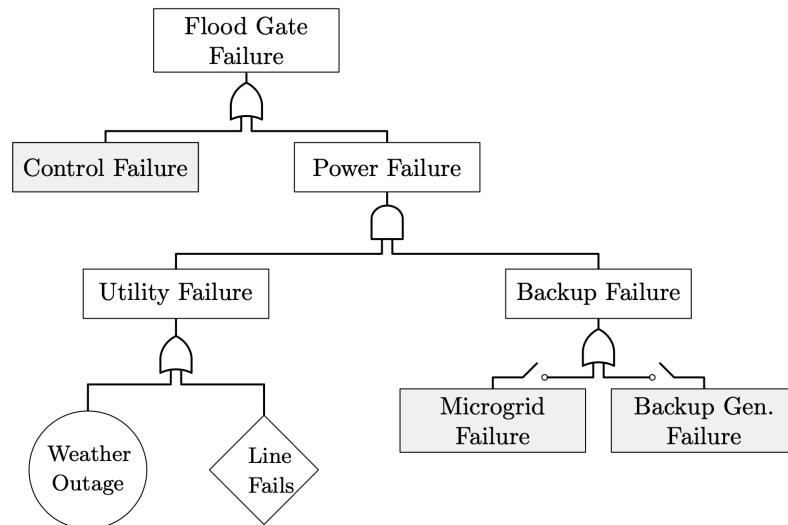 Flood Gate
Failure
Control Failure
Power Failure
Utility Failure
Backup Failure
Microgrid
Failure
Backup Gen.
Failure
Weather
Outage
Line
Fails